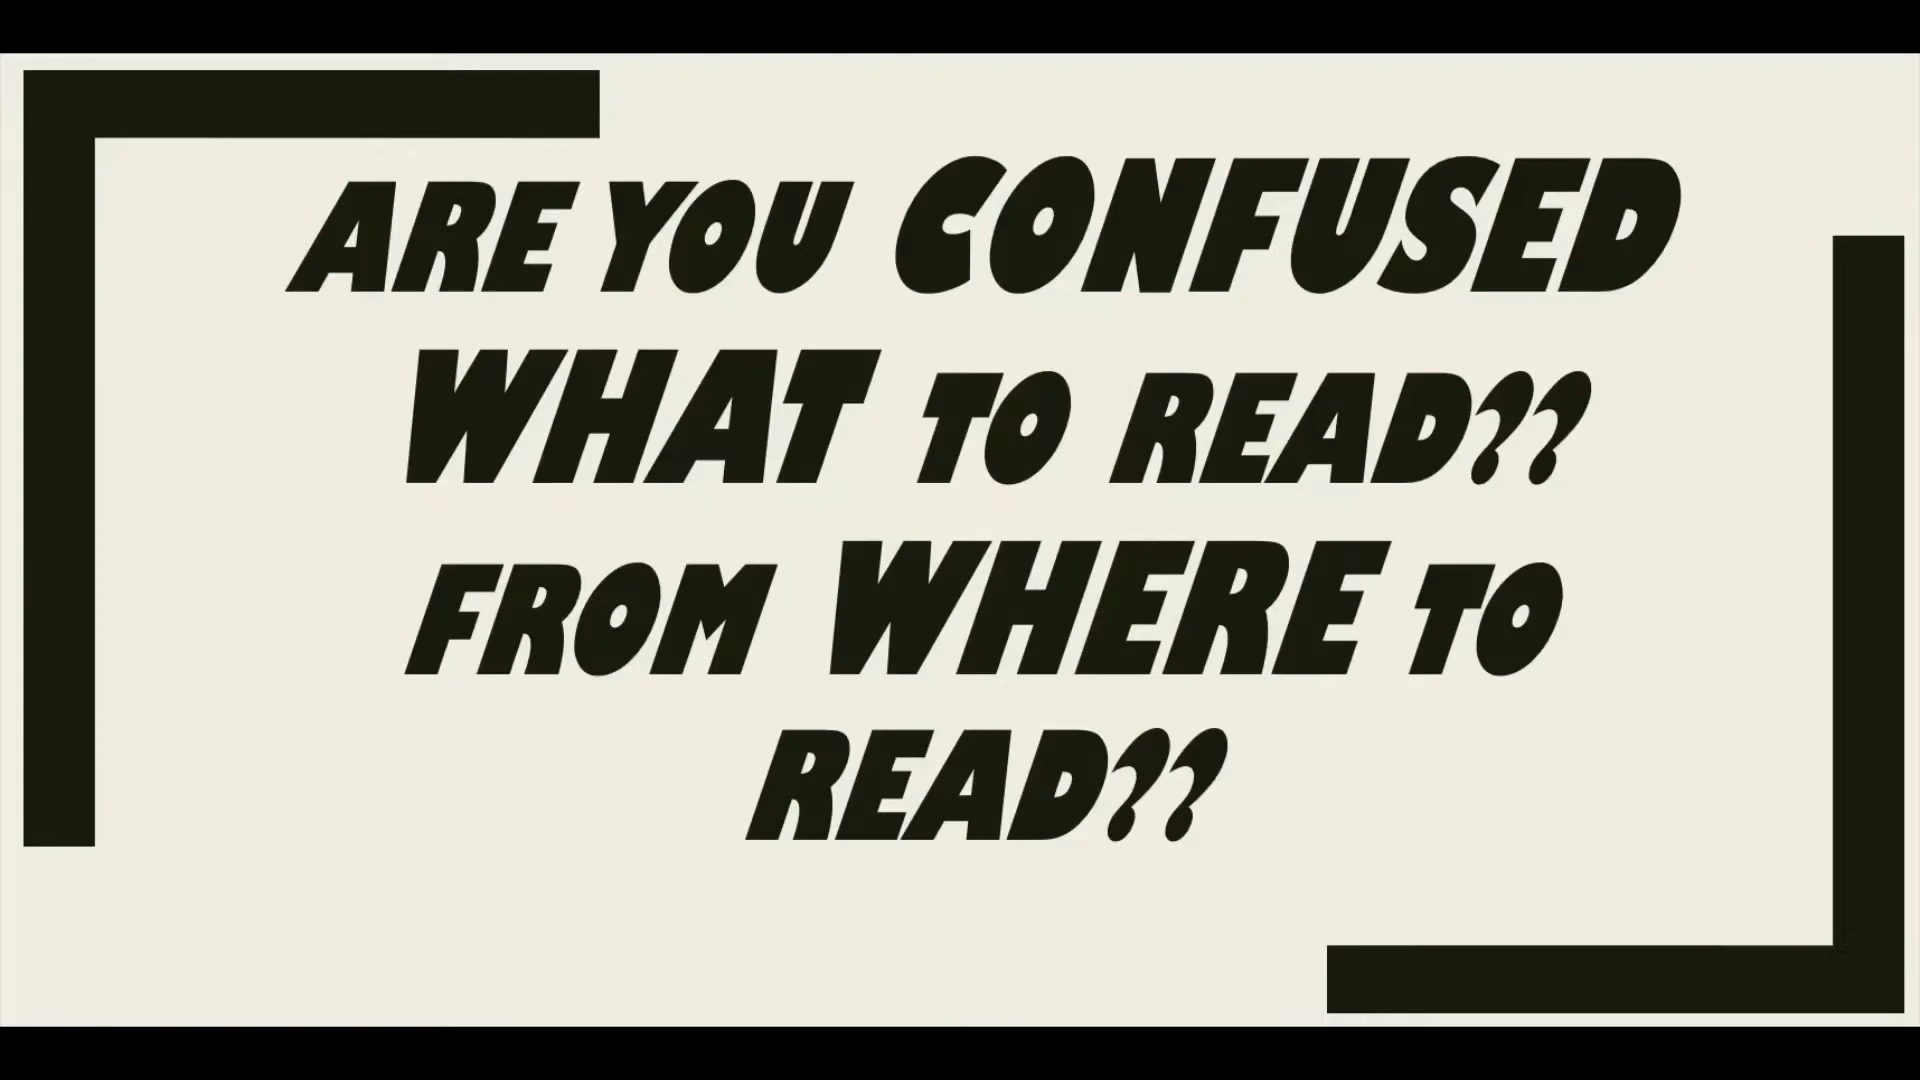 ARE YOU CONFUSED
WHAT TO READ??
FROM WHERE TO
READ??